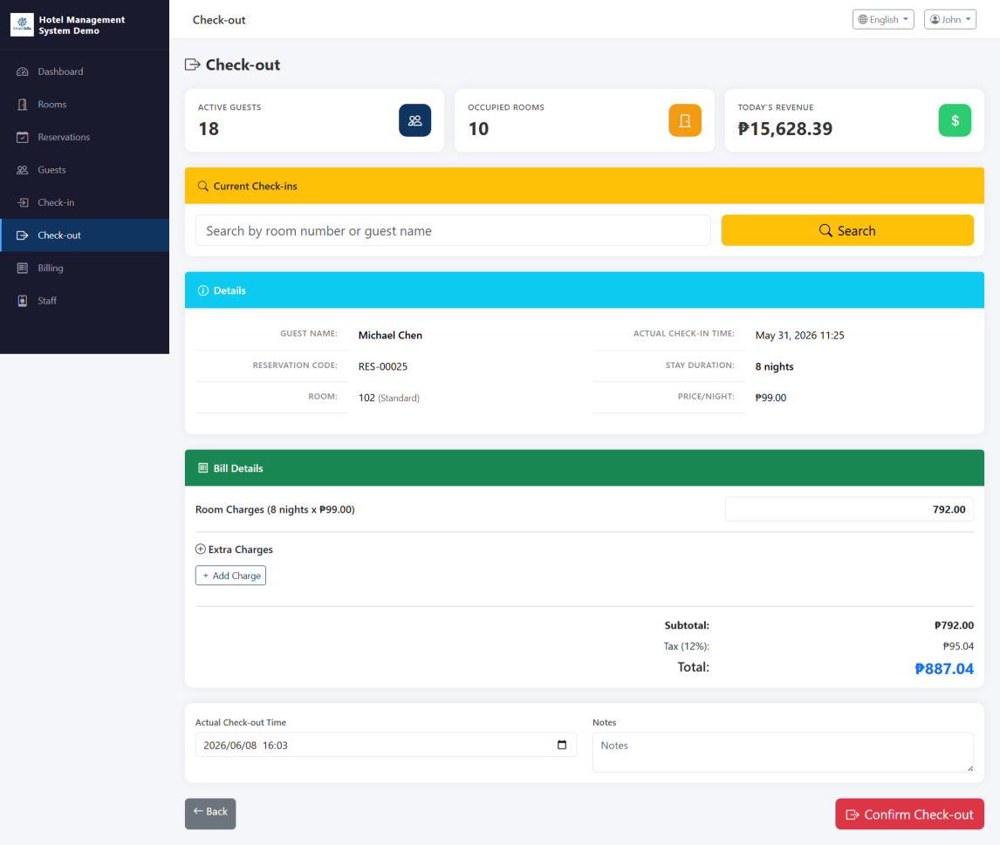 Hotel Management
System Demo
Dashboard
Rooms
Reservations
Guests
Check-in
Check-out
Billing
Staff
Check-out
English
John
Check-out
ACTIVE GUESTS
18
OCCUPIED ROOMS
10
TODAY'S REVENUE
₱15,628.39
$
Current Check-ins
Search by room number or guest name
Search
Details
GUEST NAME: Michael Chen
ACTUAL CHECK-IN TIME: May 31, 2026 11:25
RESERVATION CODE: RES-00025
STAY DURATION: 8 nights
ROOM: 102 (Standard)
PRICE/NIGHT: ₱99.00
Bill Details
Room Charges (8 nights x ₱99.00) 792.00
Extra Charges
+ Add Charge
Subtotal: ₱792.00
Tax (12%): ₱95.04
Total: ₱887.04
Actual Check-out Time
2026/06/08 16:03
Notes
Notes
← Back
Confirm Check-out